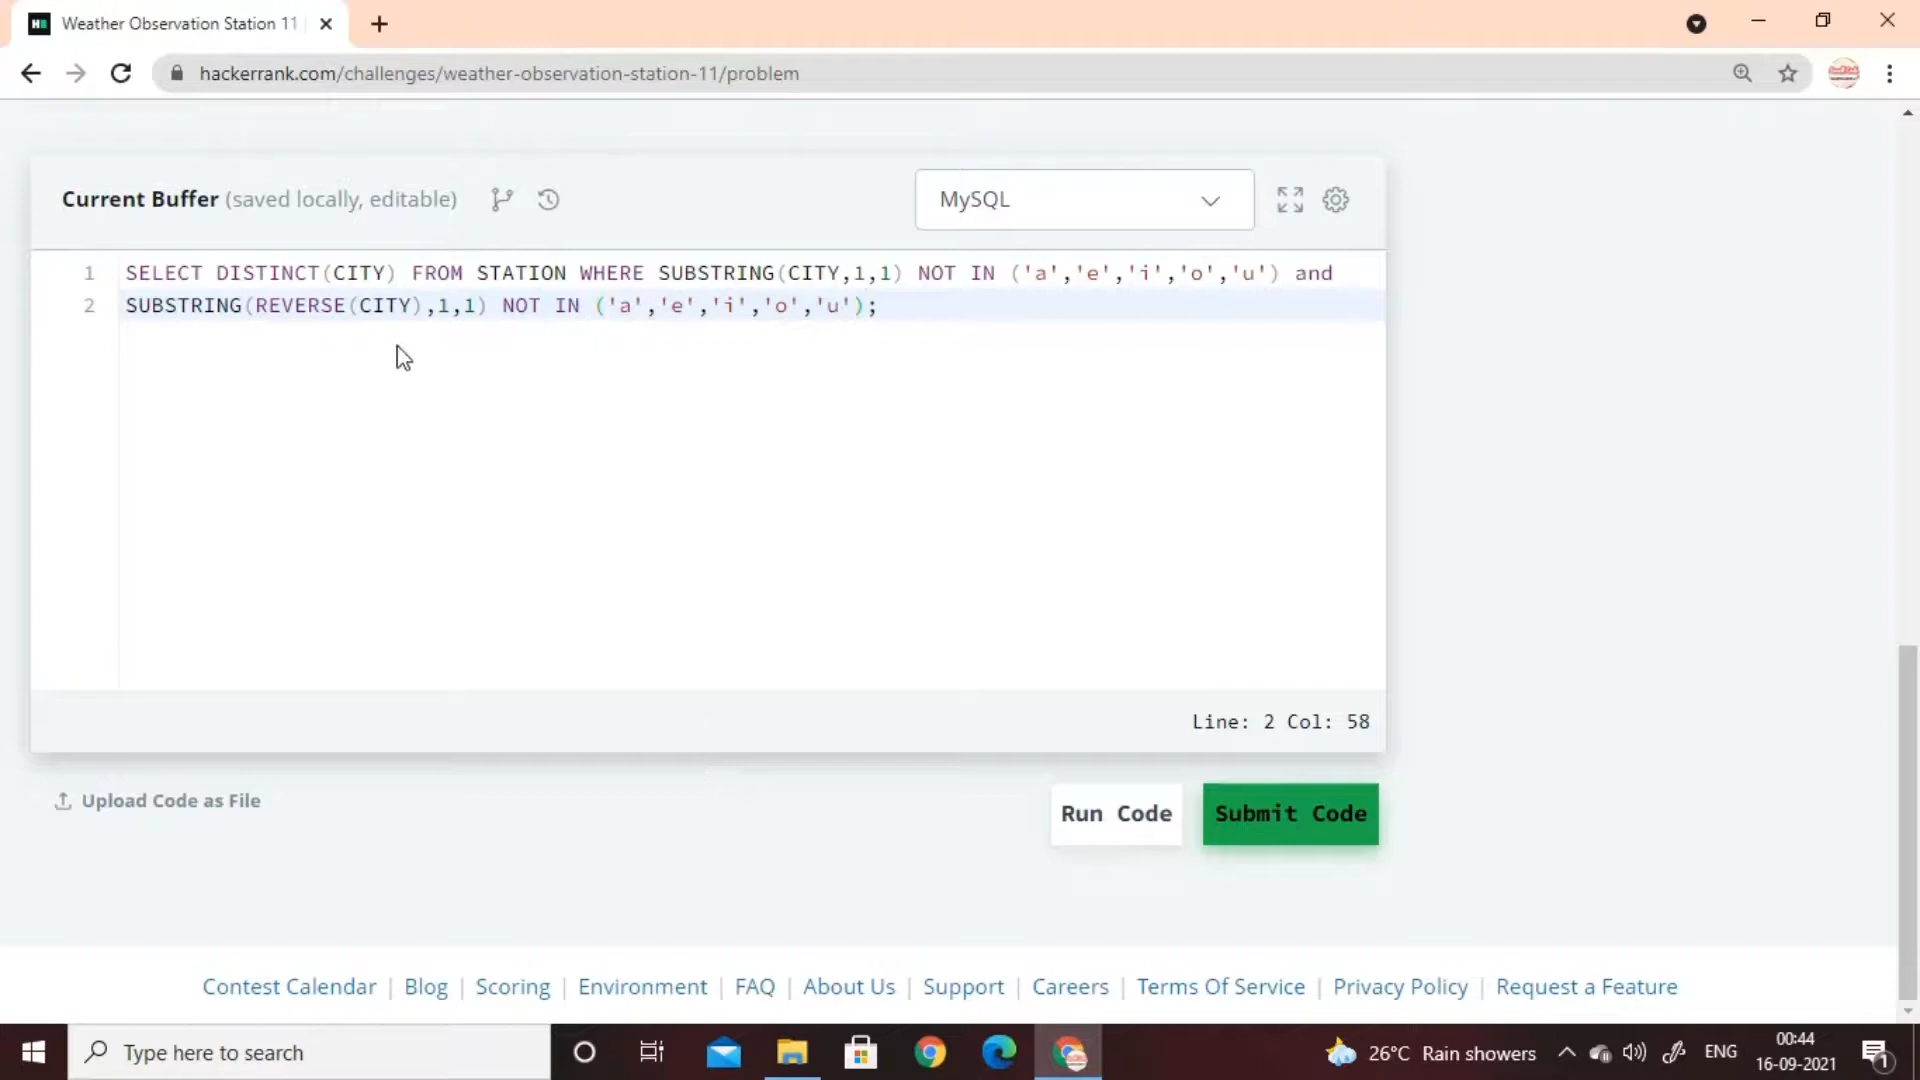 Weather Observation Station 11
hackerrank.com/challenges/weather-observation-station-11/problem
Current Buffer (saved locally, editable)
MySQL
1 SELECT DISTINCT(CITY) FROM STATION WHERE SUBSTRING(CITY,1,1) NOT IN ('a','e','i','o','u') and
2 SUBSTRING(REVERSE(CITY),1,1) NOT IN ('a','e','i','o','u');
Line: 2 Col: 58
Upload Code as File
Run Code
Submit Code
Contest Calendar | Blog | Scoring | Environment | FAQ | About Us | Support | Careers | Terms Of Service | Privacy Policy | Request a Feature
Type here to search
26°C Rain showers
ENG
00:44
16-09-2021
1